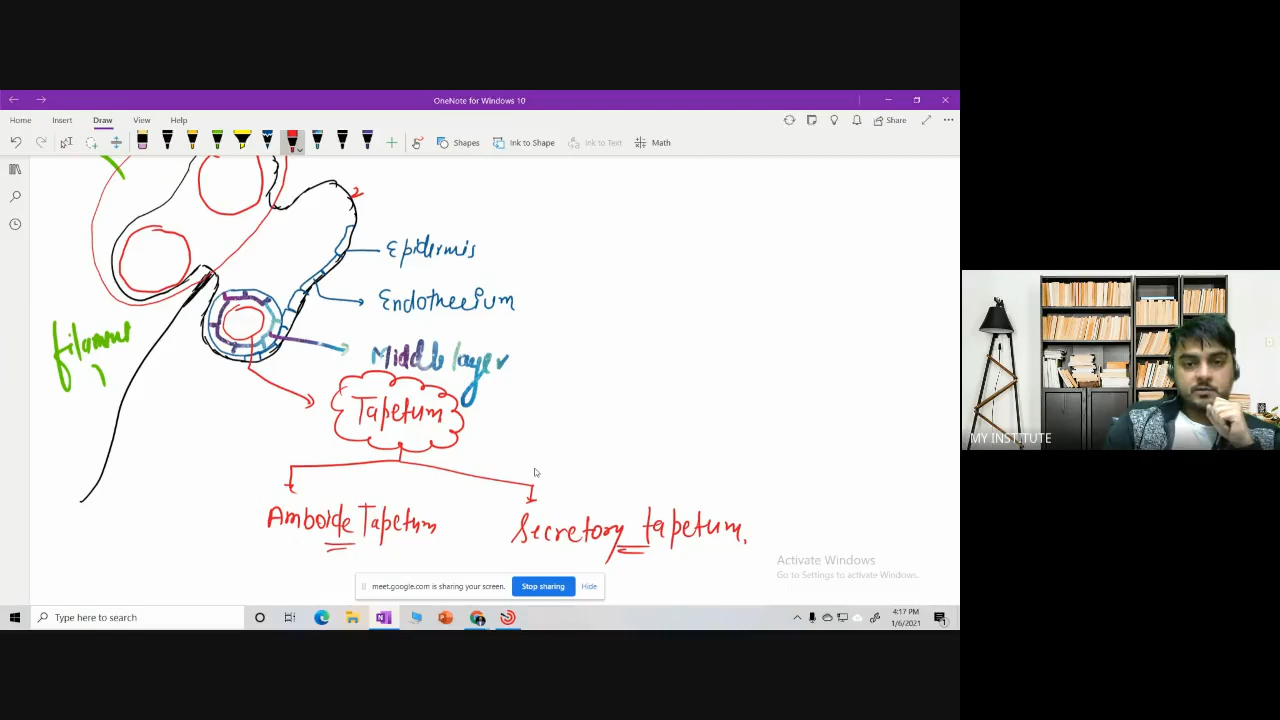 OneNote for Windows 10
Home Insert Draw View Help
Share
Shapes Ink to Shape Ink to Text Math
Epidermis
Endothecium
filament
Middle layer
Tapetum
Amboide Tapetum
Secretory tapetum.
MY INSTITUTE
Activate Windows
Go to Settings to activate Windows.
meet.google.com is sharing your screen. Stop sharing Hide
Type here to search
4:17 PM
1/6/2021